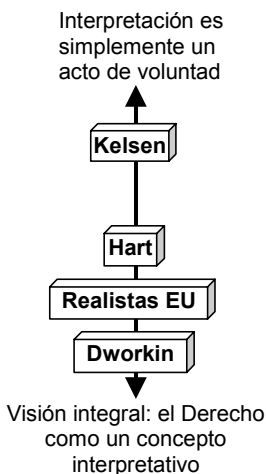 Interpretación es
simplemente un
acto de voluntad
Kelsen
Hart
Realistas EU
Dworkin
Visión integral: el Derecho
como un concepto
interpretativo